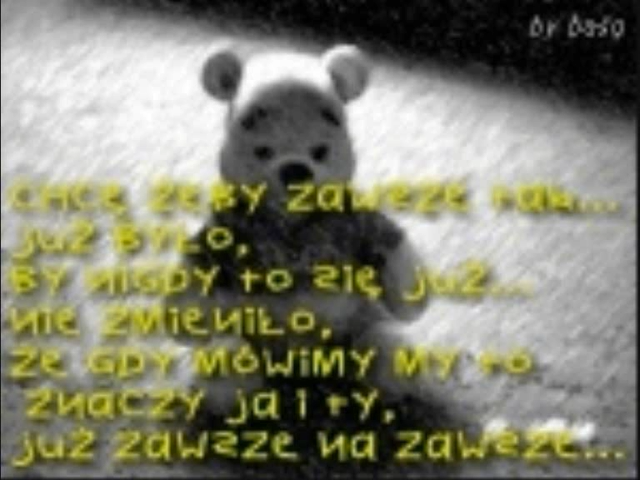 by baso
CHCĘ ŻEBY ZAWSZE tak...
już BYŁO,
BY NIGDY to się już...
nie ZMIENIŁO,
ŻE GDY MÓWIMY MY to
ZNACZY ja i ty,
już ZAWSZE na ZAWSZE...